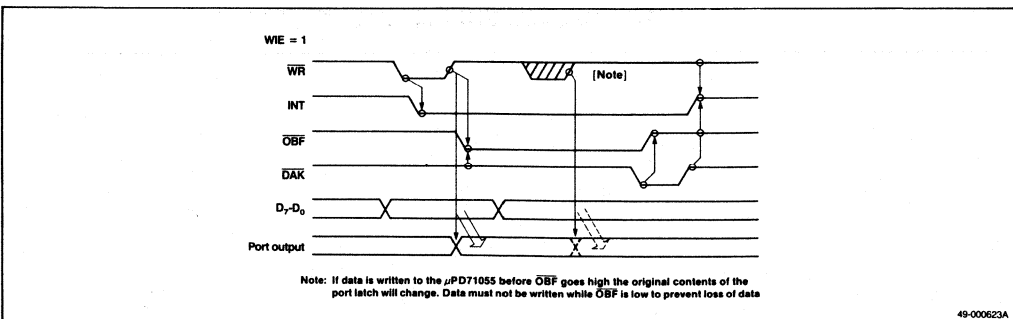 WIE = 1
WR
[Note]
INT
OBF
DAK
D₇-D₀
Port output
Note: If data is written to the μPD71055 before OBF goes high the original contents of the
port latch will change. Data must not be written while OBF is low to prevent loss of data
49-000623A